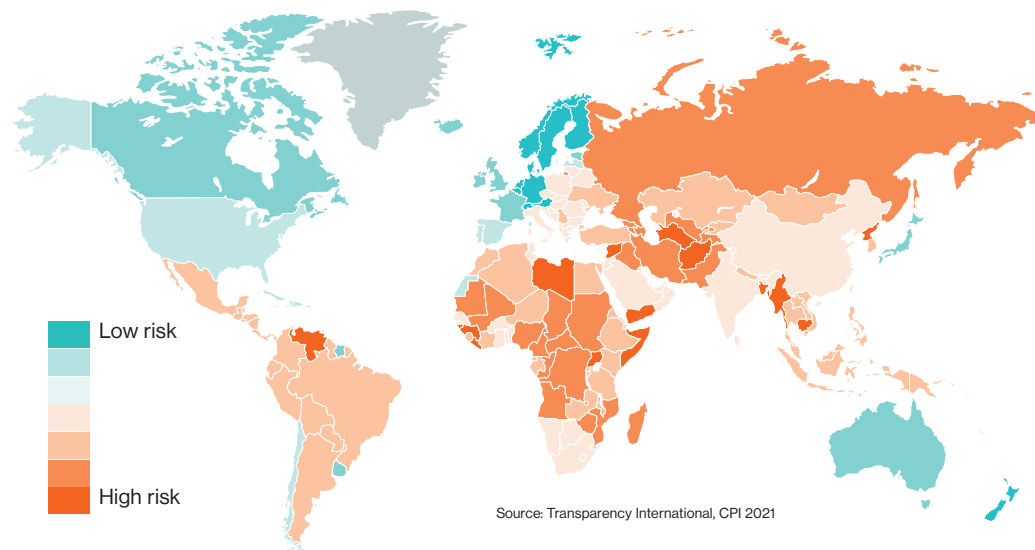 Low risk
High risk
Source: Transparency International, CPI 2021